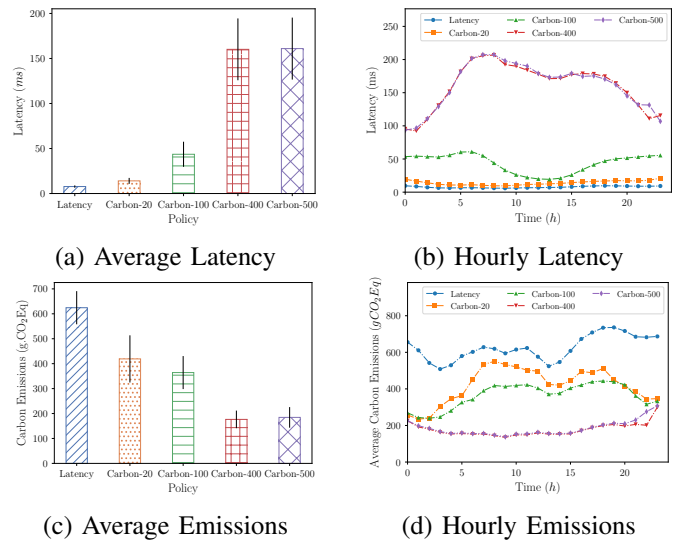 200
150
100
50
0
Latency (ms)
Latency Carbon-20 Carbon-100 Carbon-400 Carbon-500
Policy
(a) Average Latency
Latency Carbon-100 Carbon-500
Carbon-20 Carbon-400
250
200
150
100
50
0
Latency (ms)
0 5 10 15 20
Time (h)
(b) Hourly Latency
700
600
500
400
300
200
100
0
Carbon Emissions (g.CO2Eq)
Latency Carbon-20 Carbon-100 Carbon-400 Carbon-500
Policy
(c) Average Emissions
Latency Carbon-100 Carbon-500
Carbon-20 Carbon-400
800
600
400
200
0
Average Carbon Emissions (gCO2Eq)
0 5 10 15 20
Time (h)
(d) Hourly Emissions